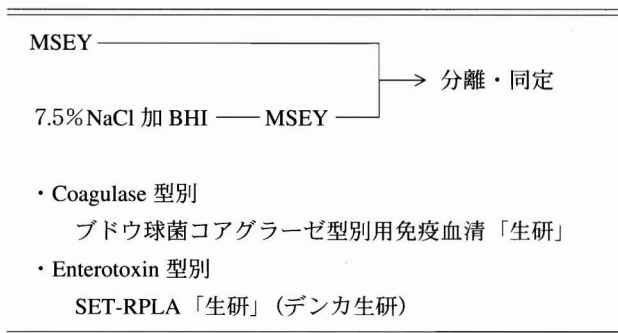 MSEY
分離・同定
7.5%NaCl 加 BHI MSEY
・Coagulase 型別
ブドウ球菌コアグラーゼ型別用免疫血清「生研」
・Enterotoxin 型別
SET-RPLA「生研」(デンカ生研)